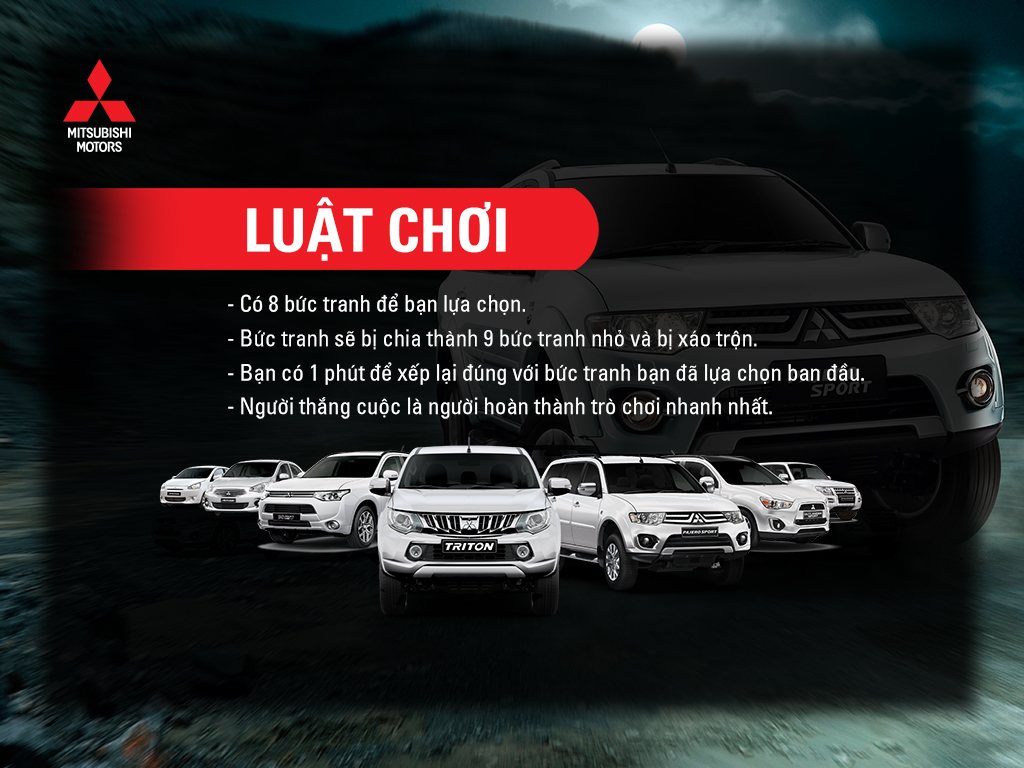 MITSUBISHI
MOTORS
LUẬT CHƠI
- Có 8 bức tranh để bạn lựa chọn.
- Bức tranh sẽ bị chia thành 9 bức tranh nhỏ và bị xáo trộn.
- Bạn có 1 phút để xếp lại đúng với bức tranh bạn đã lựa chọn ban đầu.
SPORT
- Người thắng cuộc là người hoàn thành trò chơi nhanh nhất.
TRITON
PAJERO SPORT